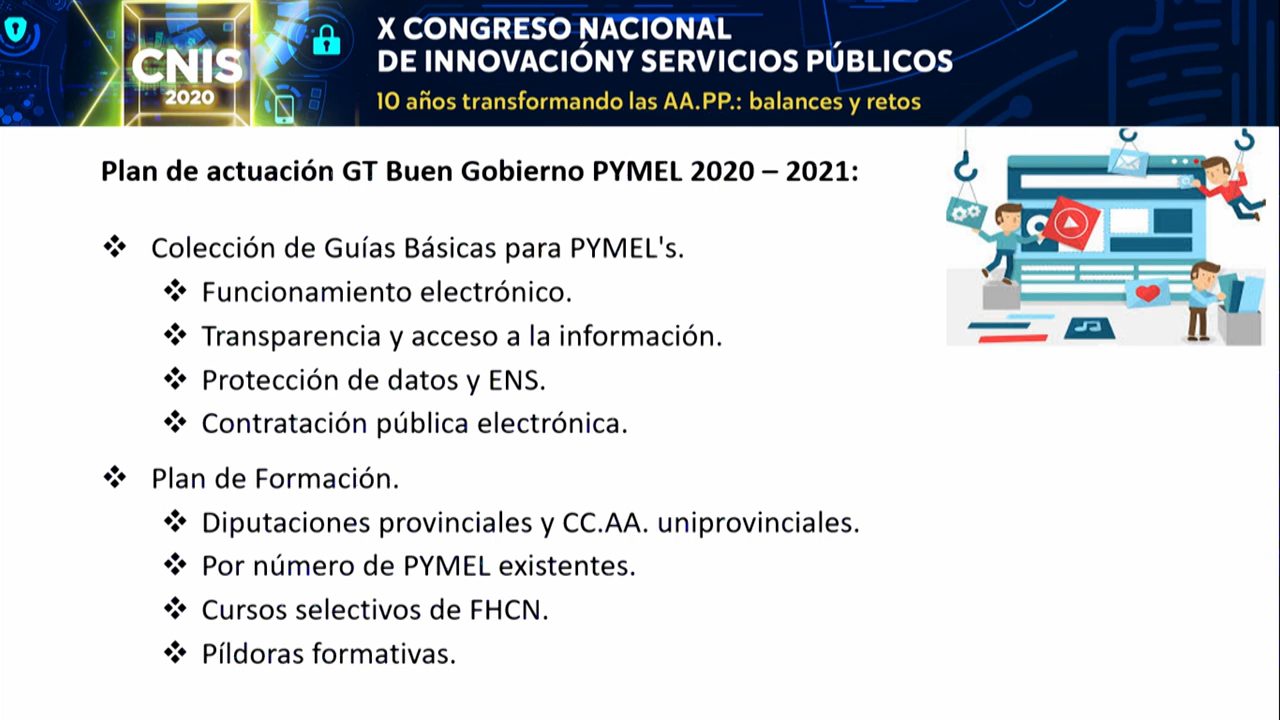 CNIS
2020
X CONGRESO NACIONAL
DE INNOVACIÓNY SERVICIOS PÚBLICOS
10 años transformando las AA.PP.: balances y retos
Plan de actuación GT Buen Gobierno PYMEL 2020 – 2021:
❖ Colección de Guías Básicas para PYMEL's.
❖ Funcionamiento electrónico.
❖ Transparencia y acceso a la información.
❖ Protección de datos y ENS.
❖ Contratación pública electrónica.
❖ Plan de Formación.
❖ Diputaciones provinciales y CC.AA. uniprovinciales.
❖ Por número de PYMEL existentes.
❖ Cursos selectivos de FHCN.
❖ Píldoras formativas.